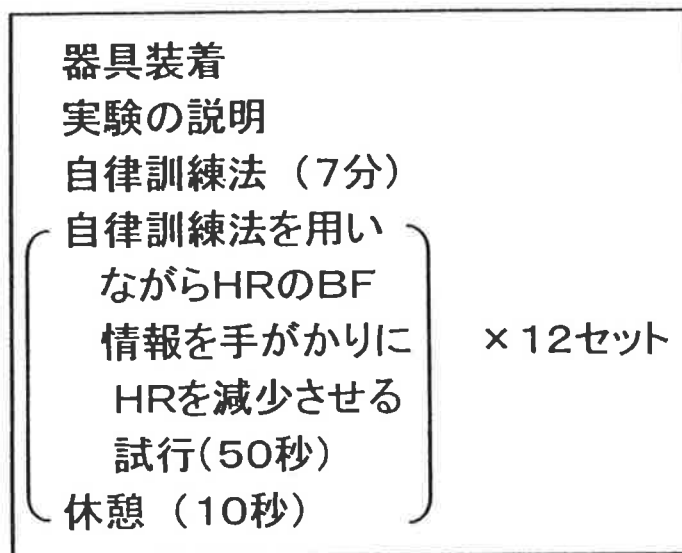 器具装着
実験の説明
自律訓練法（7分）
自律訓練法を用い
ながらHRのBF
情報を手がかりに
HRを減少させる
試行(50秒)
×12セット
休憩（10秒）